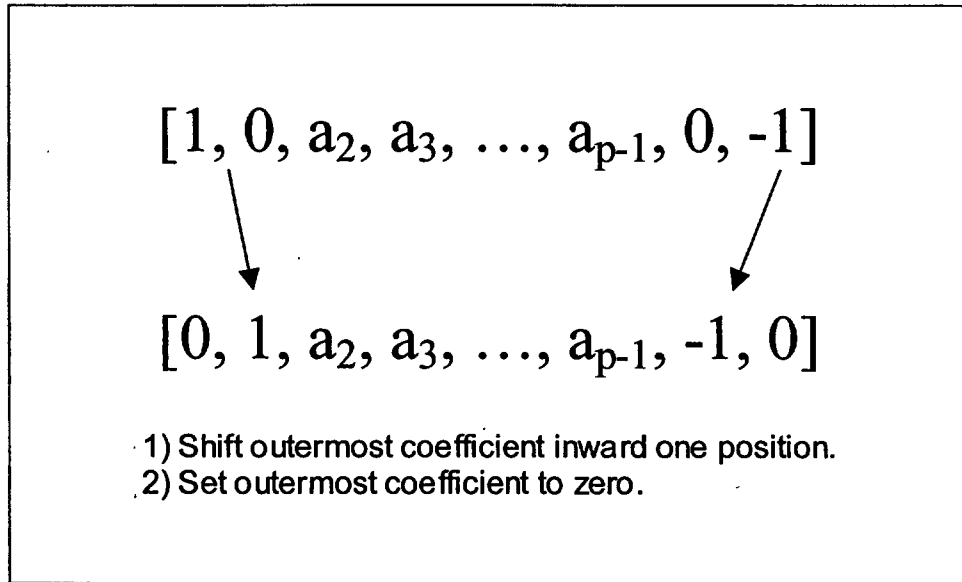 [1, 0, a₂, a₃, ..., aₚ₋₁, 0, -1]
[0, 1, a₂, a₃, ..., aₚ₋₁, -1, 0]
1) Shift outermost coefficient inward one position.
2) Set outermost coefficient to zero.